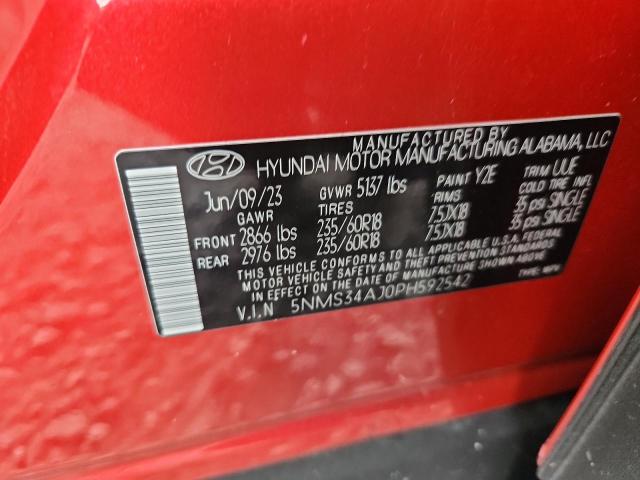 MANUFACTURED BY
HYUNDAI MOTOR MANUFACTURING ALABAMA, LLC
Jun/09/23 GVWR 5137 lbs PAINT Y2E TRIM UUE
GAWR TIRES RIMS COLD TIRE INFL
FRONT 2866 lbs 235/60R18 7.5JX18 35 psi SINGLE
REAR 2976 lbs 235/60R18 7.5JX18 35 psi SINGLE
THIS VEHICLE CONFORMS TO ALL APPLICABLE U.S.A. FEDERAL
MOTOR VEHICLE SAFETY AND THEFT PREVENTION STANDARDS
IN EFFECT ON THE DATE OF MANUFACTURE SHOWN ABOVE.
V.I.N 5NMS34AJ0PH592542 TYPE: MPV